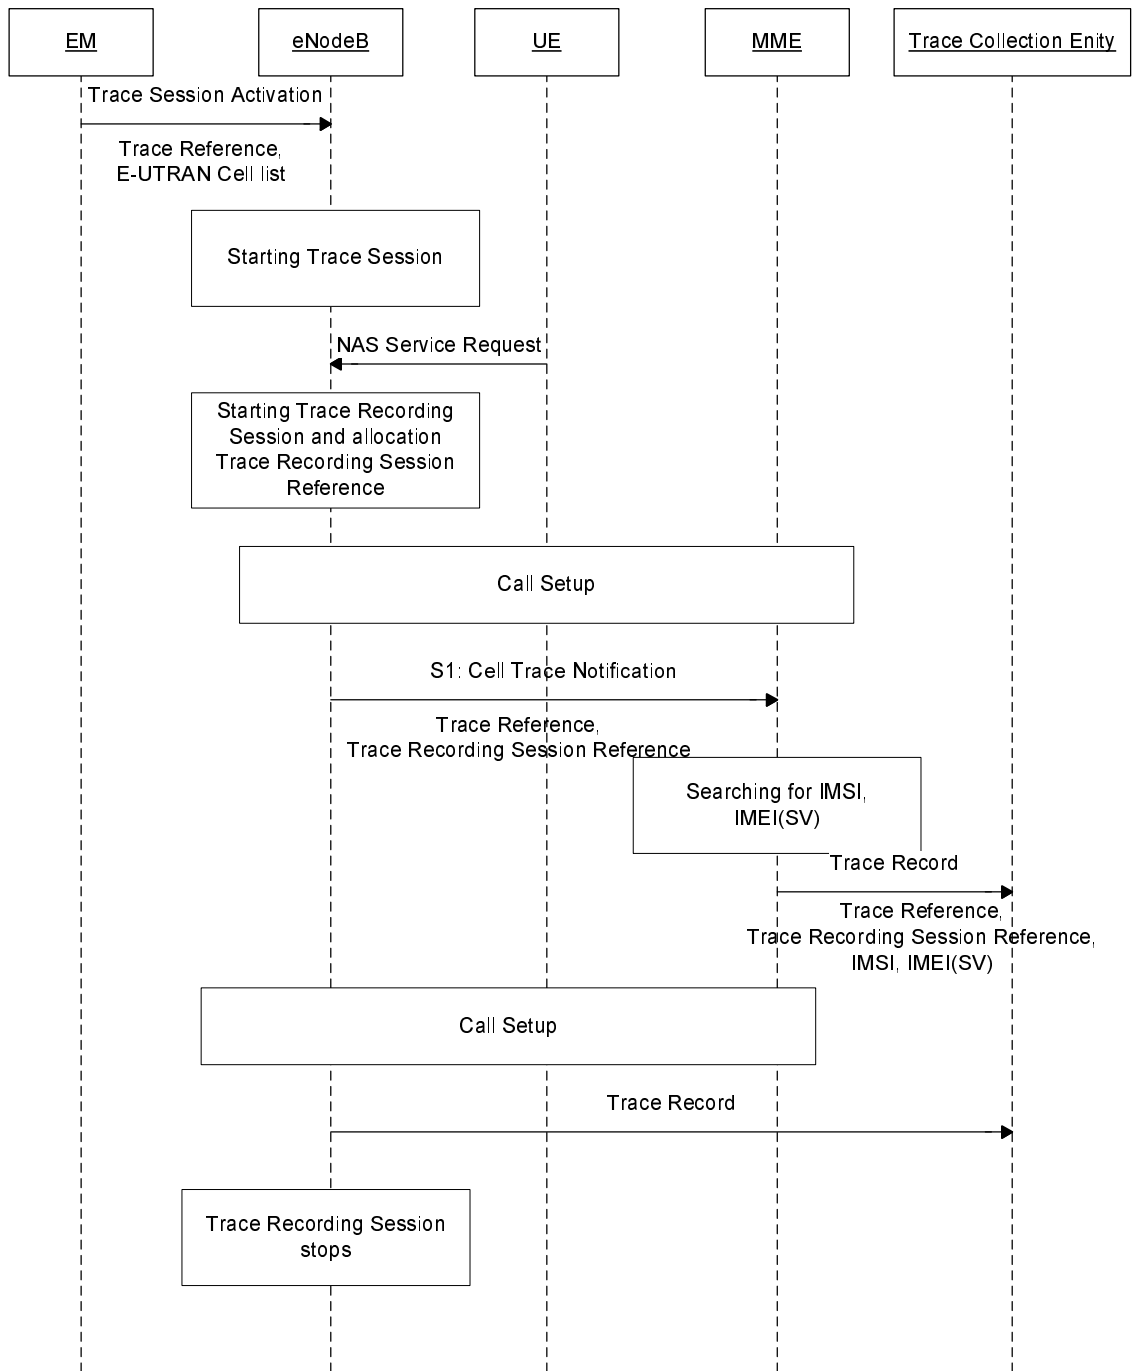 EM
eNodeB
UE
MME
Trace Collection Enity
Trace Session Activation
Trace Reference,
E-UTRAN Cell list
Starting Trace Session
NAS Service Request
Starting Trace Recording
Session and allocation
Trace Recording Session
Reference
Call Setup
S1: Cell Trace Notification
Trace Reference,
Trace Recording Session Reference
Searching for IMSI,
IMEI(SV)
Trace Record
Trace Reference,
Trace Recording Session Reference,
IMSI, IMEI(SV)
Call Setup
Trace Record
Trace Recording Session
stops